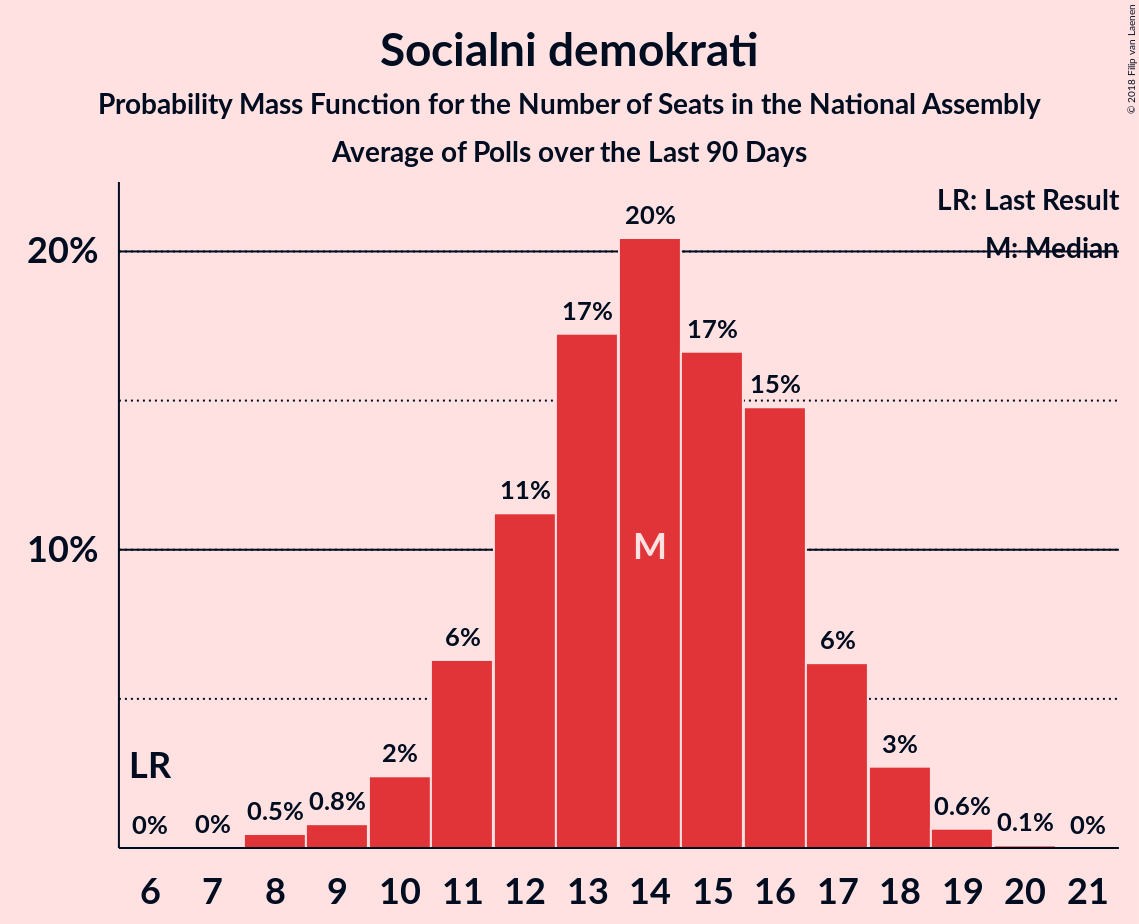 Socialni demokrati
Probability Mass Function for the Number of Seats in the National Assembly
Average of Polls over the Last 90 Days
© 2018 Filip van Laenen
LR: Last Result
M: Median
20%
10%
LR
0%
0%
0.5%
0.8%
2%
6%
11%
17%
20%
M
17%
15%
6%
3%
0.6%
0.1%
0%
6 7 8 9 10 11 12 13 14 15 16 17 18 19 20 21